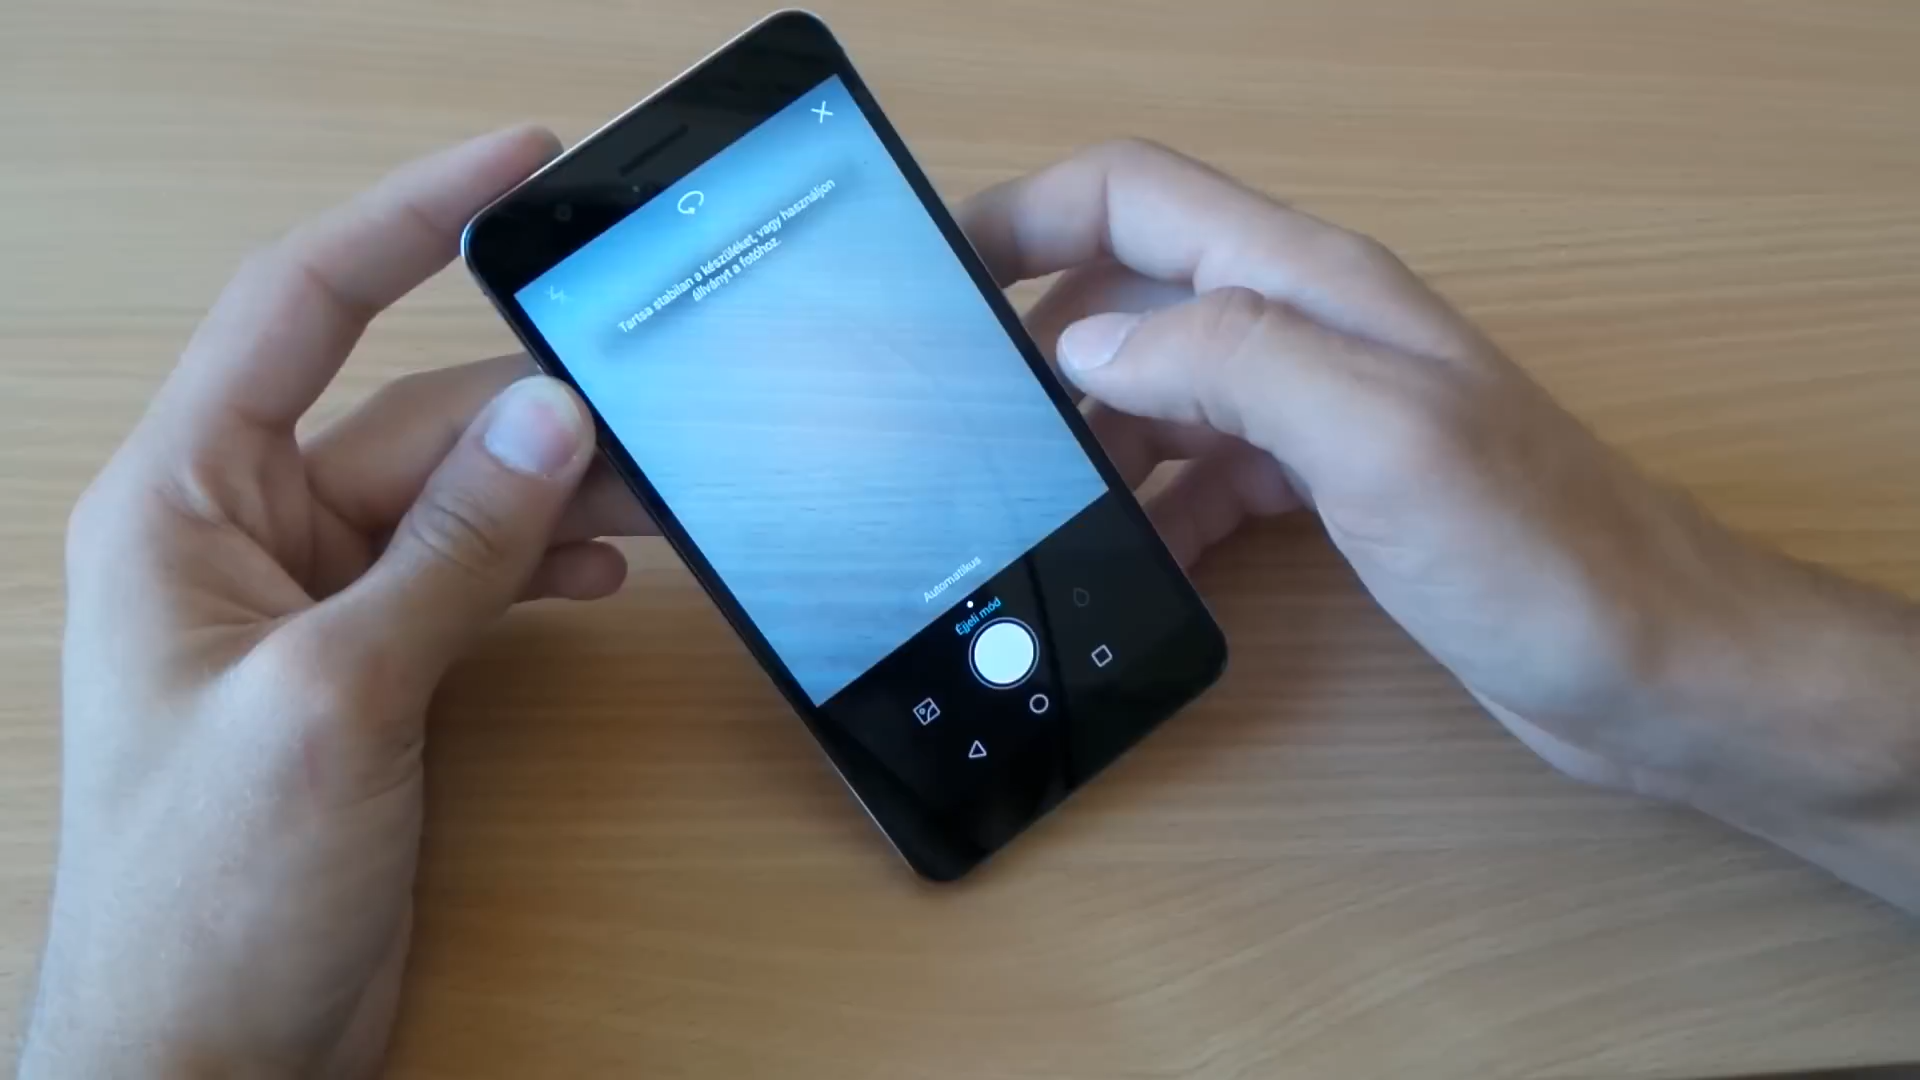 Tartsa stabilan a készüléket, vagy használjon
állványt a fotóhoz.
Automatikus
Éjjeli mód